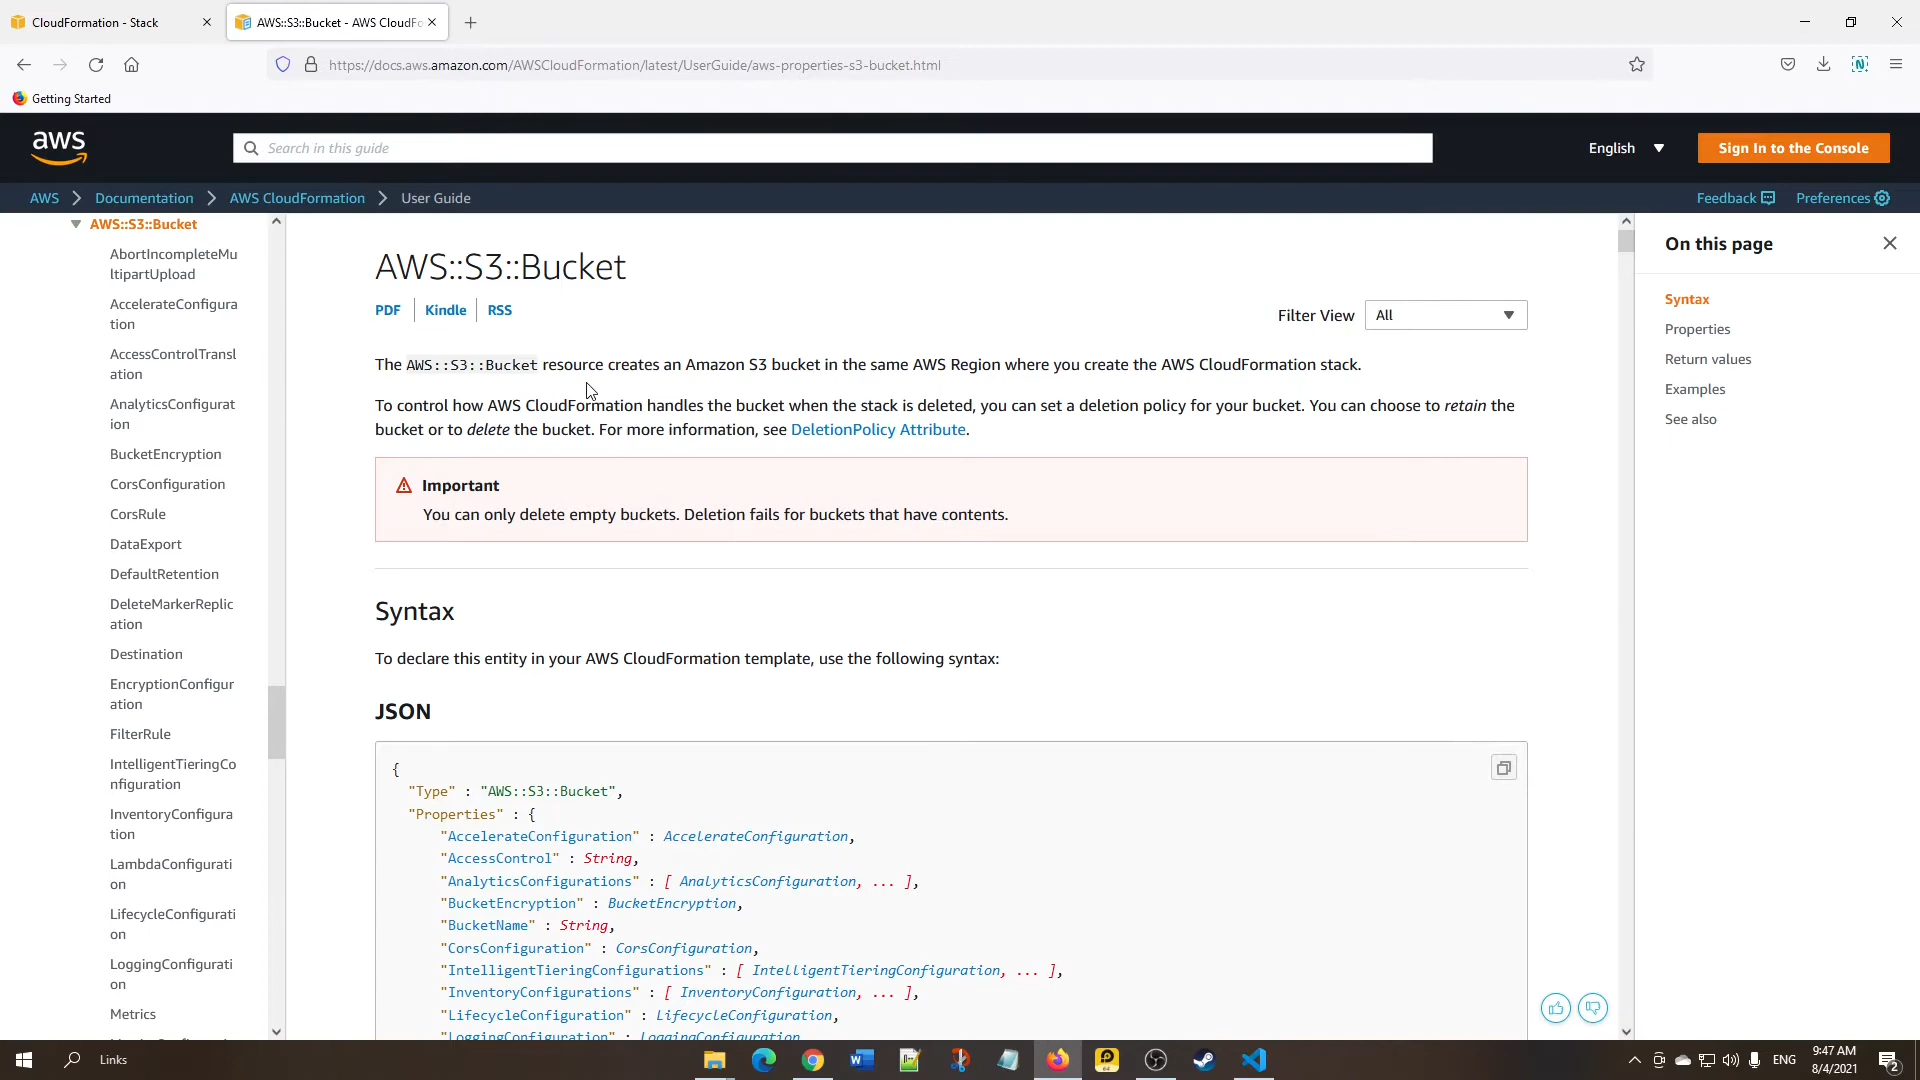 CloudFormation - Stack
AWS::S3::Bucket - AWS CloudFo
https://docs.aws.amazon.com/AWSCloudFormation/latest/UserGuide/aws-properties-s3-bucket.html
Getting Started
aws
Search in this guide
English
Sign In to the Console
AWS
Documentation
AWS CloudFormation
User Guide
Feedback
Preferences
AWS::S3::Bucket
AbortIncompleteMu
ltipartUpload
AccelerateConfigura
tion
AccessControlTransl
ation
AnalyticsConfigurat
ion
BucketEncryption
CorsConfiguration
CorsRule
DataExport
DefaultRetention
DeleteMarkerReplic
ation
Destination
EncryptionConfigur
ation
FilterRule
IntelligentTieringCo
nfiguration
InventoryConfigura
tion
LambdaConfigurati
on
LifecycleConfigurati
on
LoggingConfigurati
on
Metrics
AWS::S3::Bucket
PDF
Kindle
RSS
Filter View
All
The AWS::S3::Bucket resource creates an Amazon S3 bucket in the same AWS Region where you create the AWS CloudFormation stack.
To control how AWS CloudFormation handles the bucket when the stack is deleted, you can set a deletion policy for your bucket. You can choose to retain the
bucket or to delete the bucket. For more information, see DeletionPolicy Attribute.
Important
You can only delete empty buckets. Deletion fails for buckets that have contents.
Syntax
To declare this entity in your AWS CloudFormation template, use the following syntax:
JSON
{
"Type" : "AWS::S3::Bucket",
"Properties" : {
"AccelerateConfiguration" : AccelerateConfiguration,
"AccessControl" : String,
"AnalyticsConfigurations" : [ AnalyticsConfiguration, ... ],
"BucketEncryption" : BucketEncryption,
"BucketName" : String,
"CorsConfiguration" : CorsConfiguration,
"IntelligentTieringConfigurations" : [ IntelligentTieringConfiguration, ... ],
"InventoryConfigurations" : [ InventoryConfiguration, ... ],
"LifecycleConfiguration" : LifecycleConfiguration,
"LoggingConfiguration" : LoggingConfiguration
On this page
Syntax
Properties
Return values
Examples
See also
Links
ENG
9:47 AM
8/4/2021
2